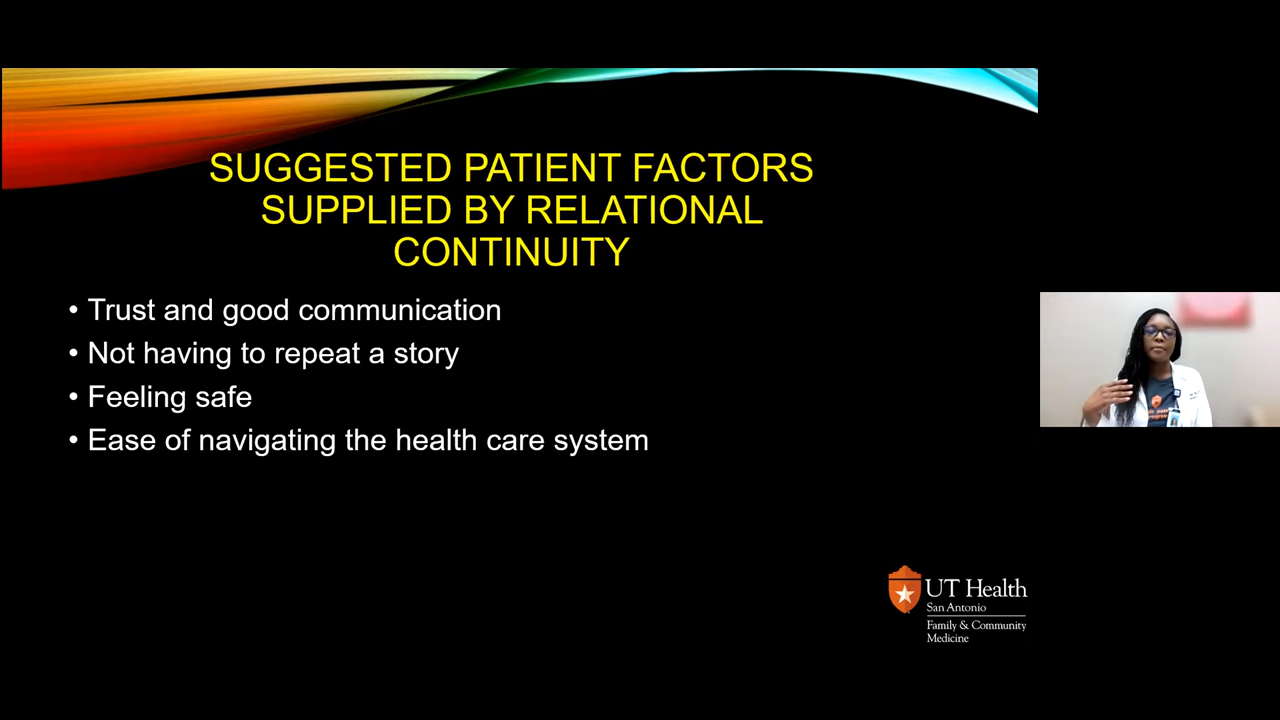 SUGGESTED PATIENT FACTORS
SUPPLIED BY RELATIONAL
CONTINUITY
• Trust and good communication
• Not having to repeat a story
• Feeling safe
• Ease of navigating the health care system
UT Health
San Antonio
Family & Community
Medicine